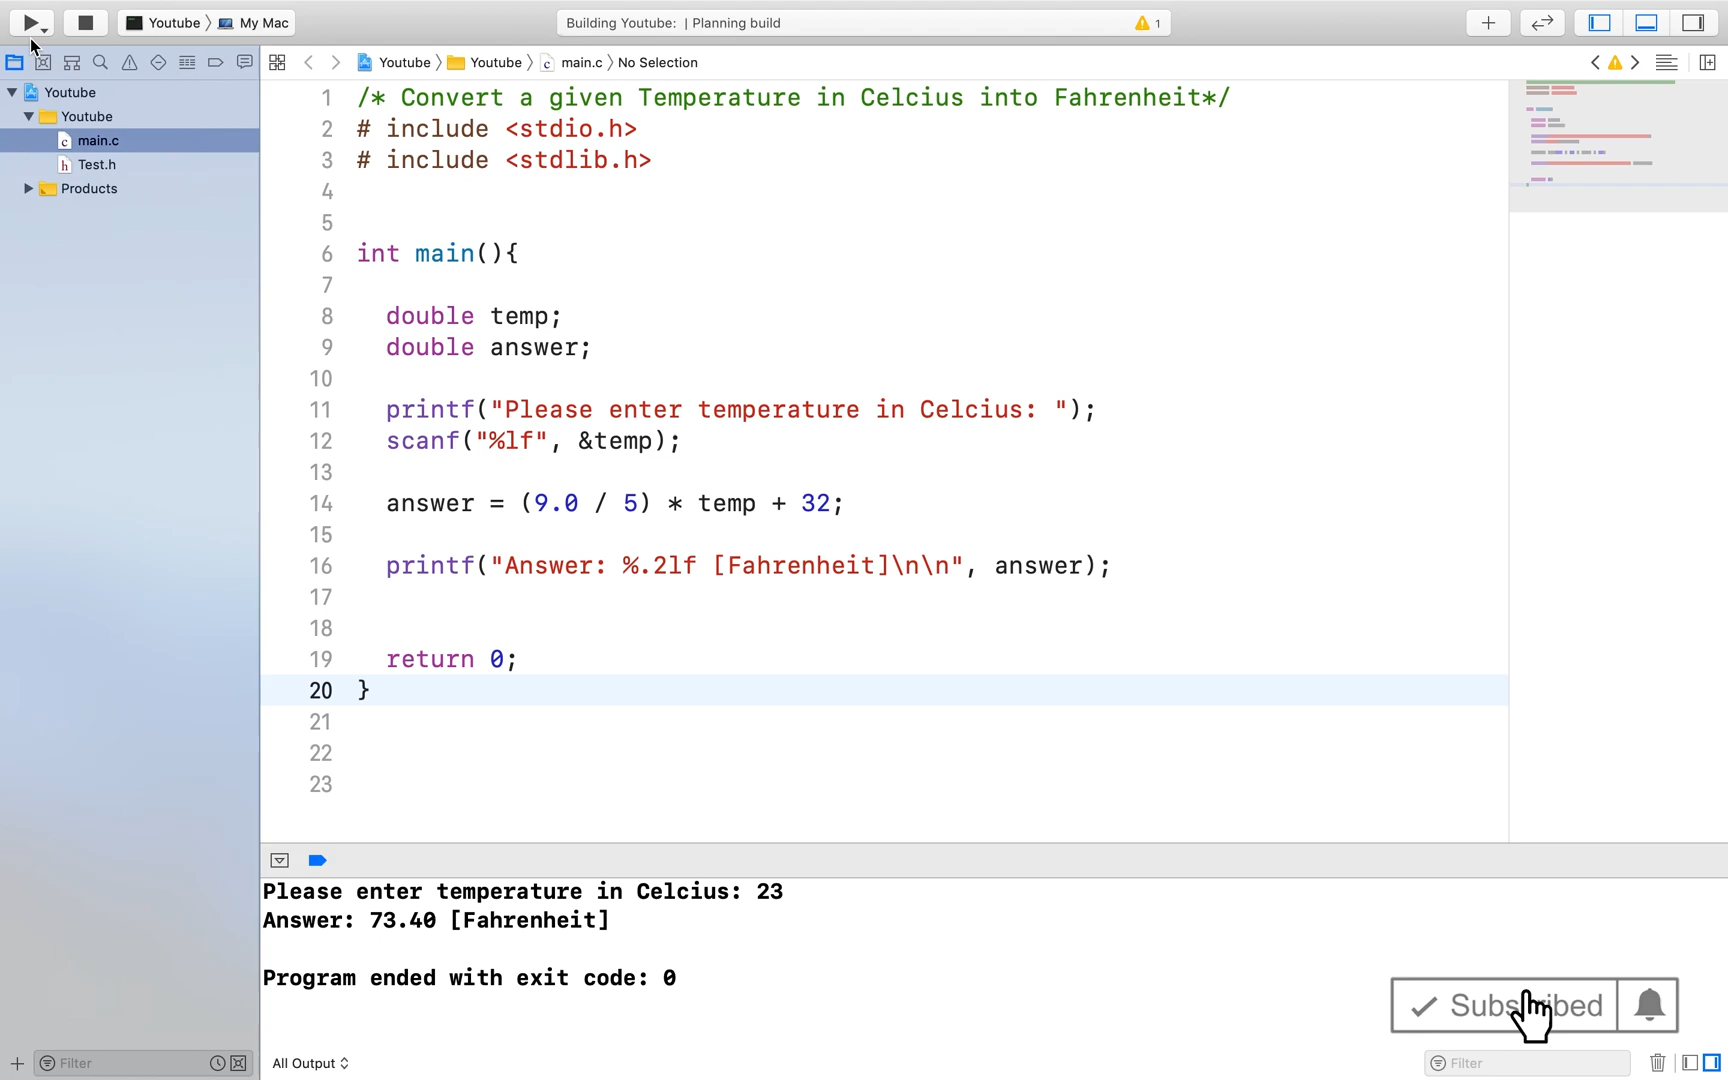 Youtube 〉 My Mac
Building Youtube: | Planning build
1
Youtube 〉 Youtube 〉 main.c 〉 No Selection
Youtube
Youtube
main.c
Test.h
Products
1 /* Convert a given Temperature in Celcius into Fahrenheit*/
2 # include <stdio.h>
3 # include <stdlib.h>
4
5
6 int main(){
7
8 double temp;
9 double answer;
10
11 printf("Please enter temperature in Celcius: ");
12 scanf("%lf", &temp);
13
14 answer = (9.0 / 5) * temp + 32;
15
16 printf("Answer: %.2lf [Fahrenheit]\n\n", answer);
17
18
19 return 0;
20 }
21
22
23
Please enter temperature in Celcius: 23
Answer: 73.40 [Fahrenheit]
Program ended with exit code: 0
Subscribed
Filter
All Output
Filter